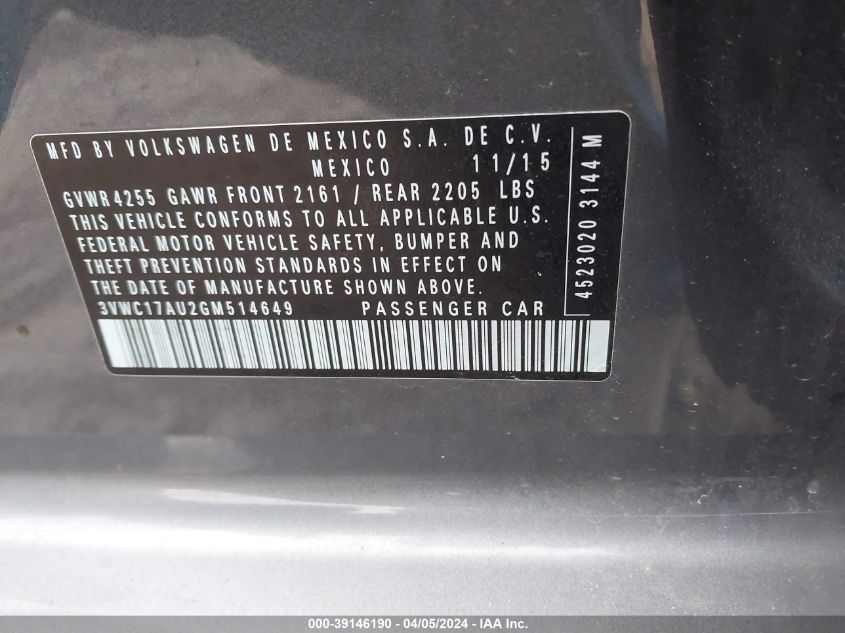 MFD BY VOLKSWAGEN DE MEXICO S.A. DE C.V.
MEXICO 11/15
GVWR 4255 GAWR FRONT 2161 / REAR 2205 LBS
THIS VEHICLE CONFORMS TO ALL APPLICABLE U.S.
FEDERAL MOTOR VEHICLE SAFETY, BUMPER AND
THEFT PREVENTION STANDARDS IN EFFECT ON
THE DATE OF MANUFACTURE SHOWN ABOVE.
3VWC17AU2GM514649 PASSENGER CAR
4523020 3144 M
000-39146190 - 04/05/2024 - IAA Inc.